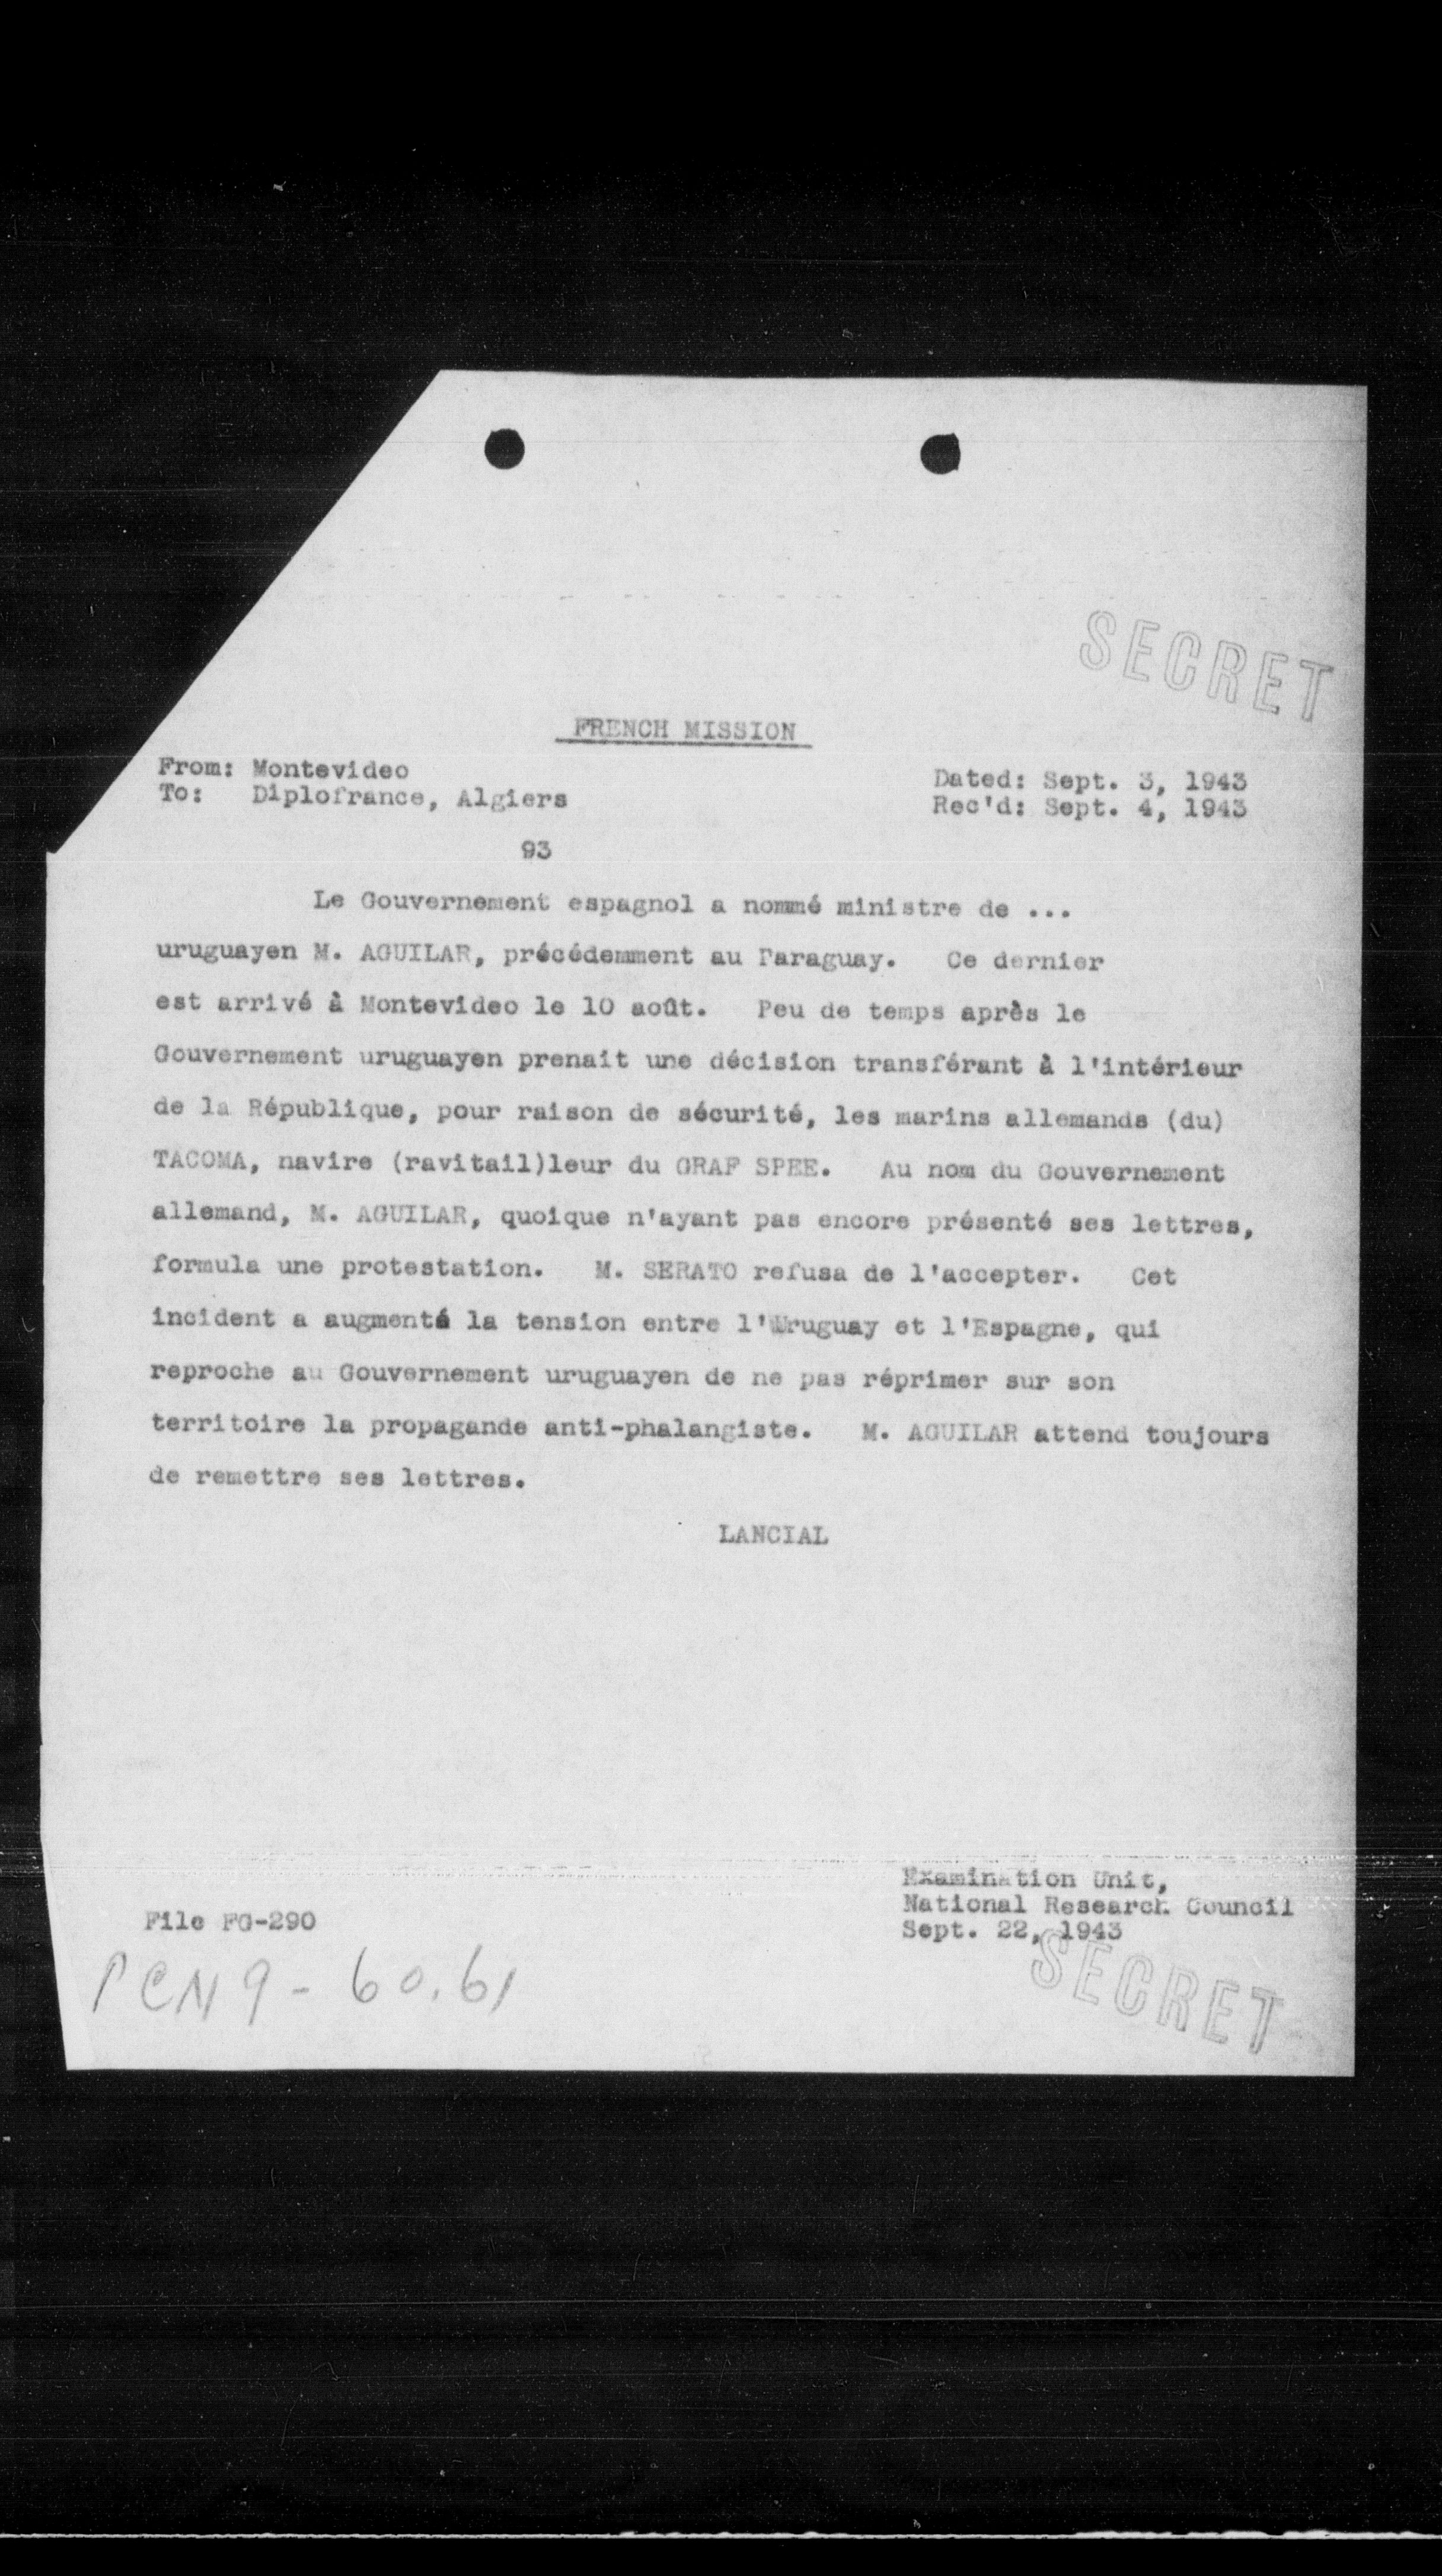 SECRET
FRENCH MISSION
From: Montevideo
To: Diplofrance, Algiers
Dated: Sept. 3, 1943
Rec'd: Sept. 4, 1943
93
Le Gouvernement espagnol a nommé ministre de ...
uruguayen M. AGUILAR, précédemment au Paraguay. Ce dernier
est arrivé à Montevideo le 10 août. Peu de temps après le
Gouvernement uruguayen prenait une décision transférant à l'intérieur
de la République, pour raison de sécurité, les marins allemands (du)
TACOMA, navire (ravitail)leur du GRAF SPEE. Au nom du Gouvernement
allemand, M. AGUILAR, quoique n'ayant pas encore présenté ses lettres,
formula une protestation. M. SERATO refusa de l'accepter. Cet
incident a augmenté la tension entre l'Uruguay et l'Espagne, qui
reproche au Gouvernement uruguayen de ne pas réprimer sur son
territoire la propagande anti-phalangiste. M. AGUILAR attend toujours
de remettre ses lettres.
LANCIAL
Examination Unit,
National Research Council
Sept. 22, 1943
File FG-290
PCN 9 - 60.61
SECRET